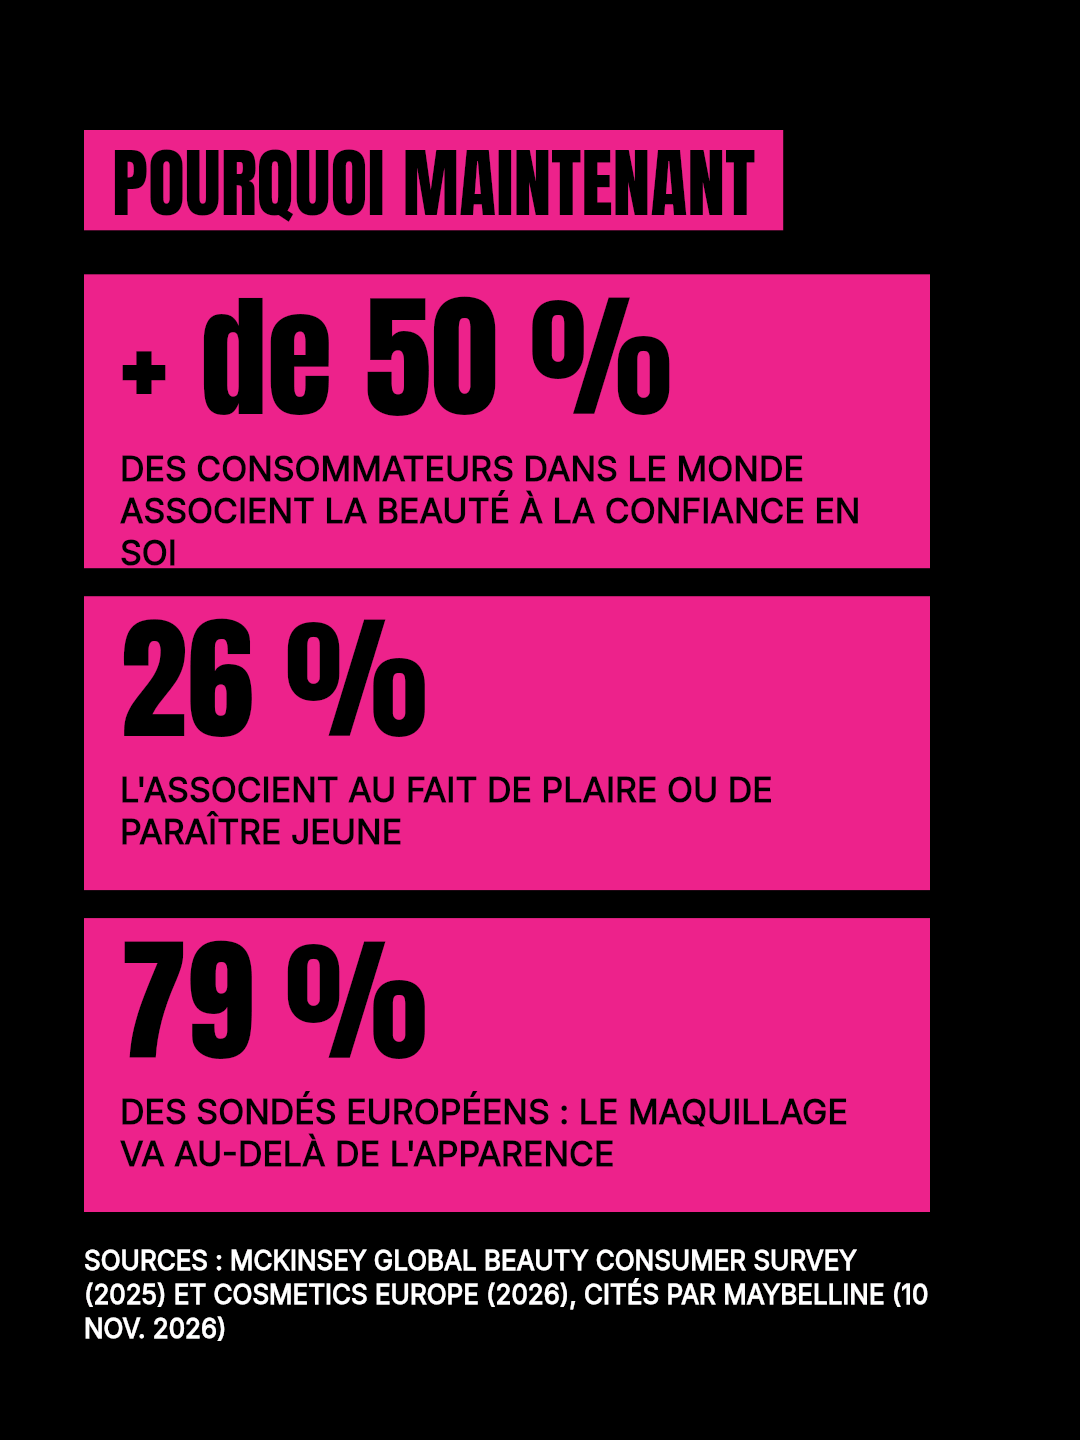 POURQUOI MAINTENANT
+ de 50 %
DES CONSOMMATEURS DANS LE MONDE
ASSOCIENT LA BEAUTÉ À LA CONFIANCE EN
SOI
26 %
L'ASSOCIENT AU FAIT DE PLAIRE OU DE
PARAÎTRE JEUNE
79 %
DES SONDÉS EUROPÉENS : LE MAQUILLAGE
VA AU-DELÀ DE L'APPARENCE
SOURCES : MCKINSEY GLOBAL BEAUTY CONSUMER SURVEY
(2025) ET COSMETICS EUROPE (2026), CITÉS PAR MAYBELLINE (10
NOV. 2026)